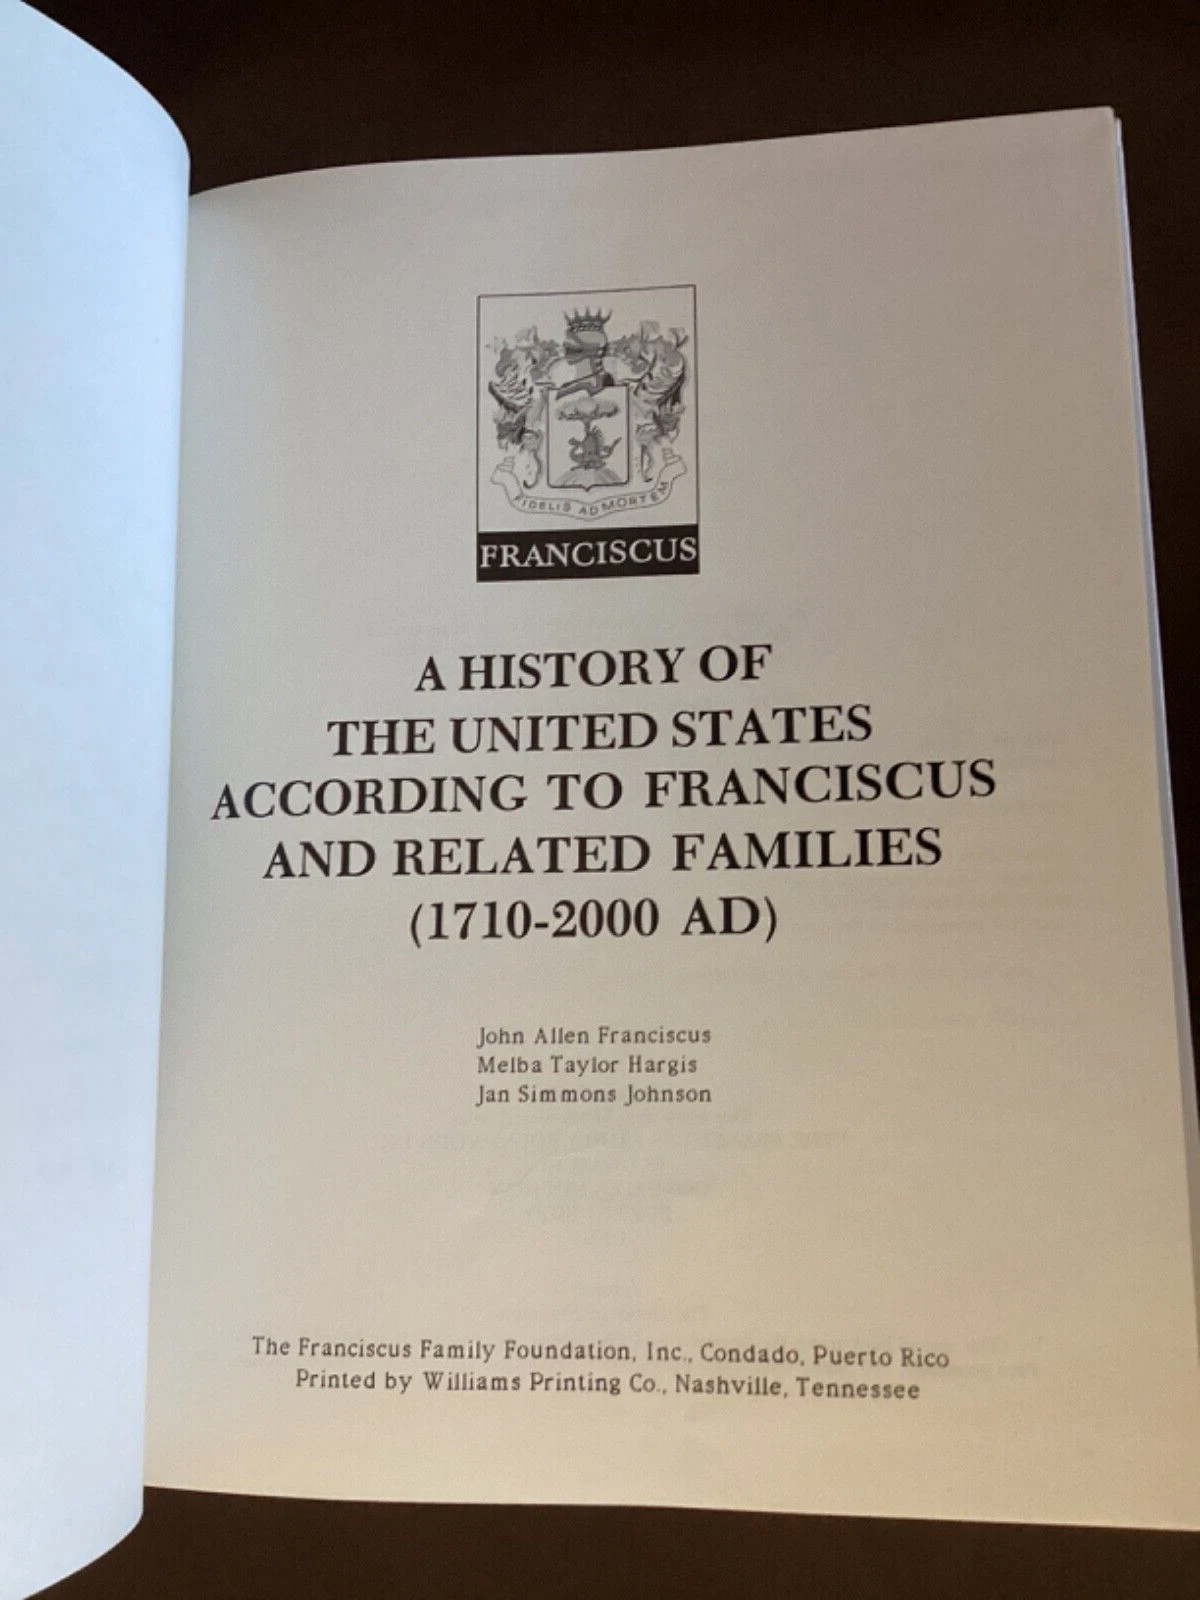 FIDELIS AD MORTEM
FRANCISCUS
A HISTORY OF
THE UNITED STATES
ACCORDING TO FRANCISCUS
AND RELATED FAMILIES
(1710-2000 AD)
John Allen Franciscus
Melba Taylor Hargis
Jan Simmons Johnson
The Franciscus Family Foundation, Inc., Condado, Puerto Rico
Printed by Williams Printing Co., Nashville, Tennessee